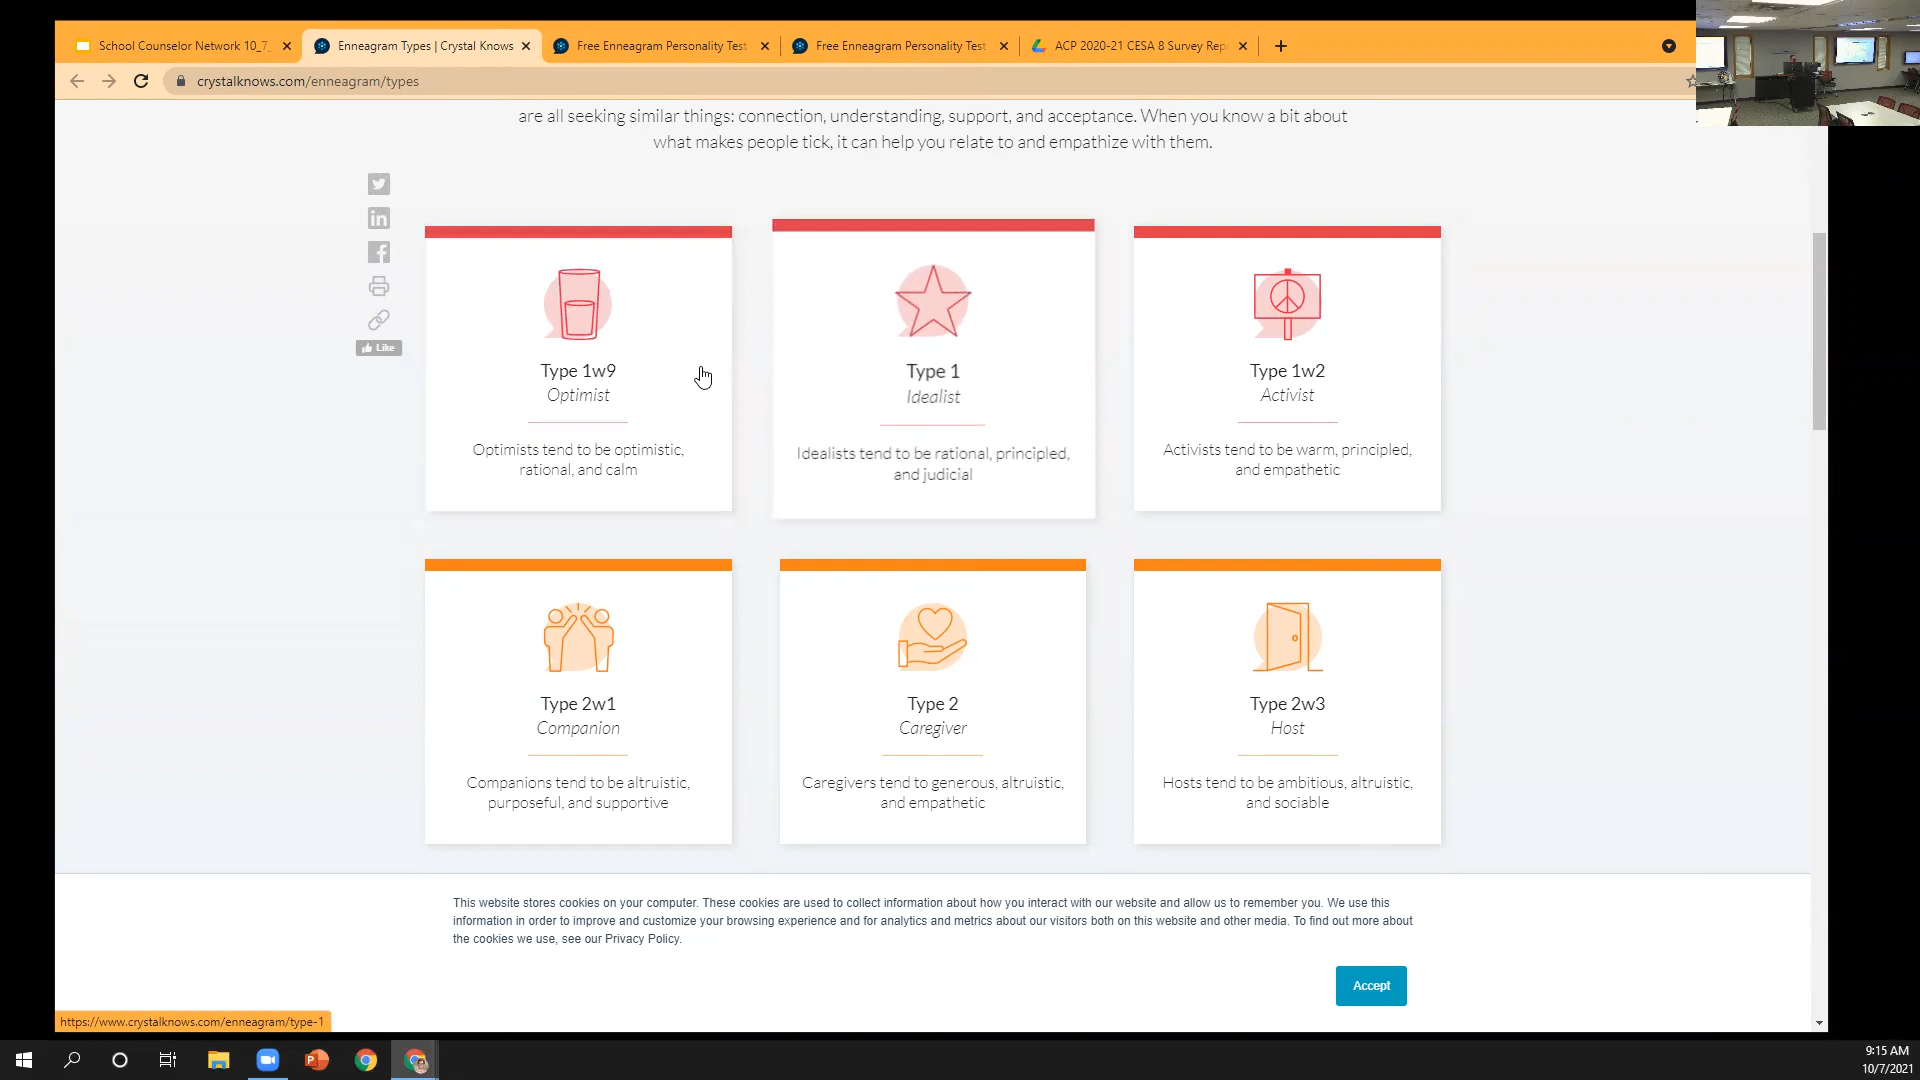 School Counselor Network 10_7_
Enneagram Types | Crystal Knows
Free Enneagram Personality Test
Free Enneagram Personality Test
ACP 2020-21 CESA 8 Survey Rep
crystalknows.com/enneagram/types
are all seeking similar things: connection, understanding, support, and acceptance. When you know a bit about
what makes people tick, it can help you relate to and empathize with them.
Like
Type 1w9
Optimist
Optimists tend to be optimistic,
rational, and calm
Type 1
Idealist
Idealists tend to be rational, principled,
and judicial
Type 1w2
Activist
Activists tend to be warm, principled,
and empathetic
Type 2w1
Companion
Companions tend to be altruistic,
purposeful, and supportive
Type 2
Caregiver
Caregivers tend to generous, altruistic,
and empathetic
Type 2w3
Host
Hosts tend to be ambitious, altruistic,
and sociable
This website stores cookies on your computer. These cookies are used to collect information about how you interact with our website and allow us to remember you. We use this
information in order to improve and customize your browsing experience and for analytics and metrics about our visitors both on this website and other media. To find out more about
the cookies we use, see our Privacy Policy.
Accept
https://www.crystalknows.com/enneagram/type-1
9:15 AM
10/7/2021